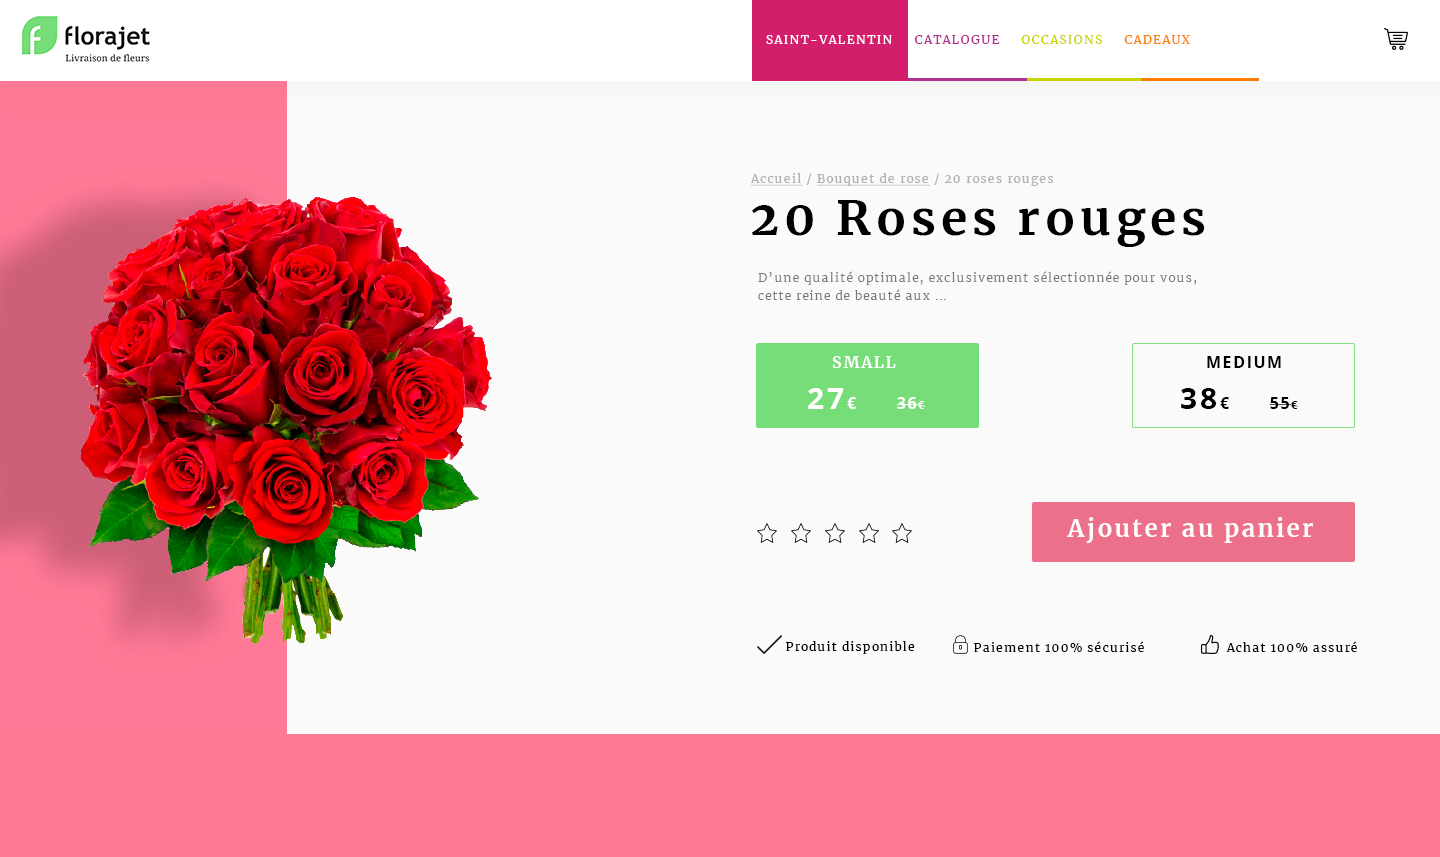 florajet
Livraison de fleurs
SAINT-VALENTIN CATALOGUE OCCASIONS CADEAUX
Accueil / Bouquet de rose / 20 roses rouges
20 Roses rouges
D’une qualité optimale, exclusivement sélectionnée pour vous,
cette reine de beauté aux ...
SMALL
27€ 36€
MEDIUM
38€ 55€
Ajouter au panier
Produit disponible
Paiement 100% sécurisé
Achat 100% assuré